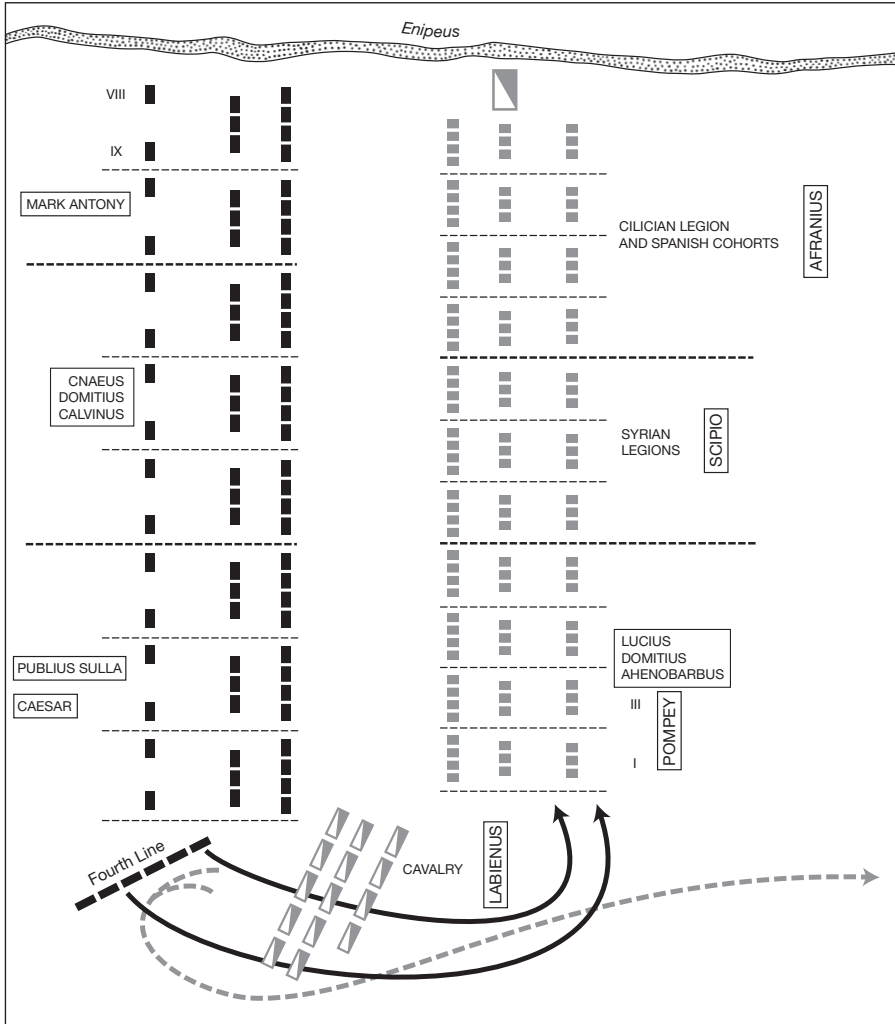 Enipeus
VIII
IX
MARK ANTONY
CILICIAN LEGION
AND SPANISH COHORTS
AFRANIUS
CNAEUS
DOMITIUS
CALVINUS
SYRIAN
LEGIONS
SCIPIO
PUBLIUS SULLA
CAESAR
LUCIUS
DOMITIUS
AHENOBARBUS
III
I
POMPEY
Fourth Line
CAVALRY
LABIENUS